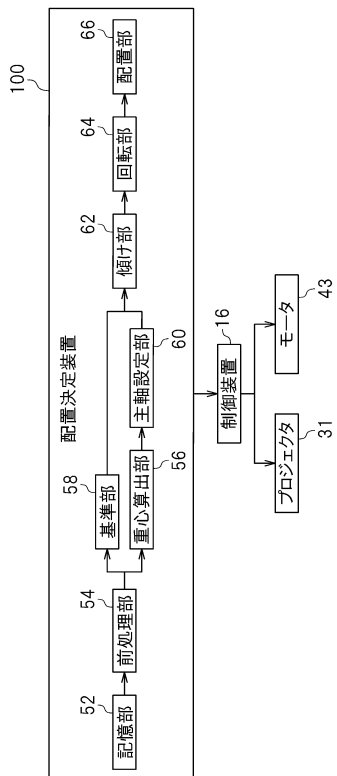 100
配置決定装置
52
記憶部
54
前処理部
58
基準部
重心算出部
56
主軸設定部
60
62
傾け部
64
回転部
66
配置部
16
制御装置
プロジェクタ
31
モータ
43